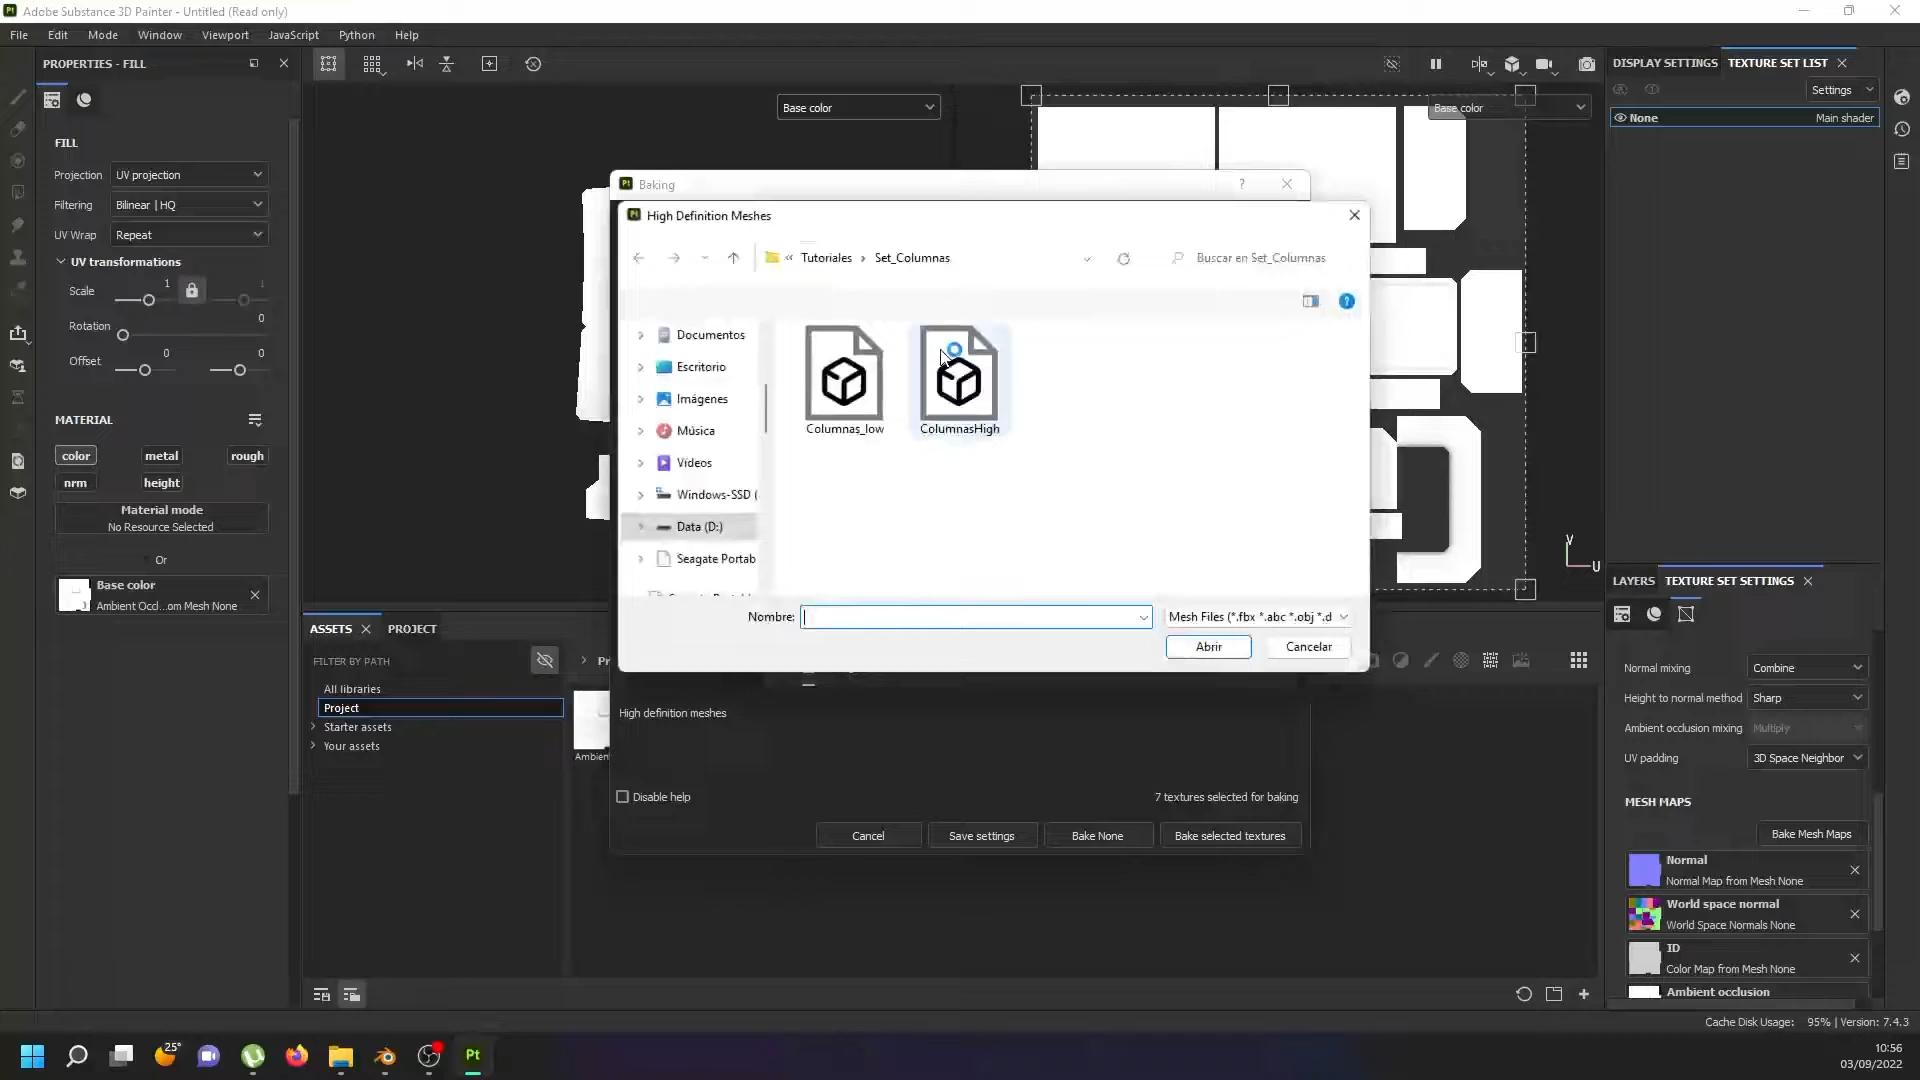 Adobe Substance 3D Painter - Untitled (Read only)
File Edit Mode Window Viewport JavaScript Python Help
PROPERTIES - FILL
FILL
Projection UV projection
Filtering Bilinear | HQ
UV Wrap Repeat
UV transformations
Scale 1 1
Rotation 0
Offset 0 0
MATERIAL
color metal rough
nrm height
Material mode
No Resource Selected
Or
Base color
Ambient Occl...om Mesh None
Base color
Base color
Baking
High Definition Meshes
« Tutoriales › Set_Columnas
Buscar en Set_Columnas
Documentos
Escritorio
Imágenes
Música
Vídeos
Windows-SSD (
Data (D:)
Seagate Portab
Columnas_low
ColumnasHigh
Nombre:
Mesh Files (*.fbx *.abc *.obj *.d
Abrir Cancelar
High definition meshes
Disable help
7 textures selected for baking
Cancel Save settings Bake None Bake selected textures
ASSETS PROJECT
FILTER BY PATH
All libraries
Project
Starter assets
Your assets
Pr
Ambien
V
U
DISPLAY SETTINGS TEXTURE SET LIST
Settings
None Main shader
LAYERS TEXTURE SET SETTINGS
Normal mixing Combine
Height to normal method Sharp
Ambient occlusion mixing Multiply
UV padding 3D Space Neighbor
MESH MAPS
Bake Mesh Maps
Normal
Normal Map from Mesh None
World space normal
World Space Normals None
ID
Color Map from Mesh None
Ambient occlusion
Cache Disk Usage: 95% | Version: 7.4.3
25°
Pt
10:56
03/09/2022